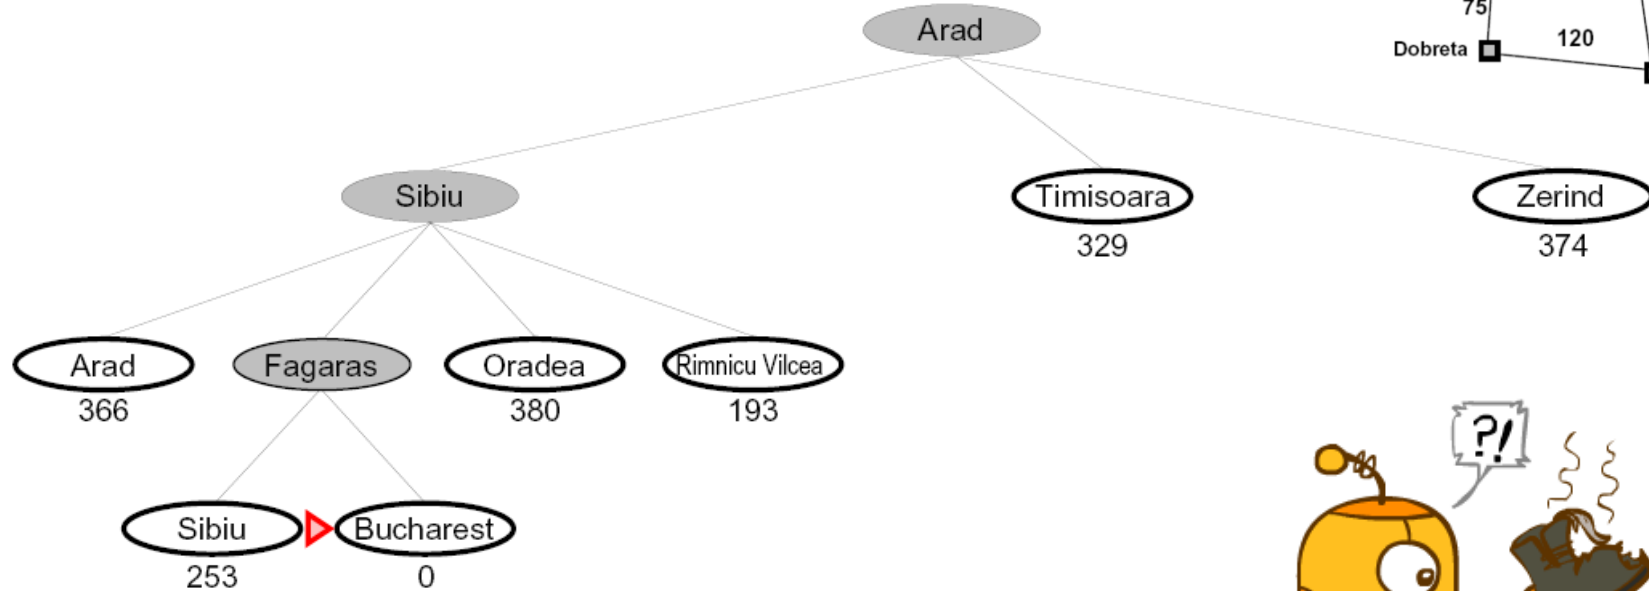 Arad
75
Dobreta
120
Sibiu
Timisoara
Zerind
329
374
Arad
Fagaras
Oradea
Rimnicu Vilcea
366
380
193
?!
Sibiu
Bucharest
253
0